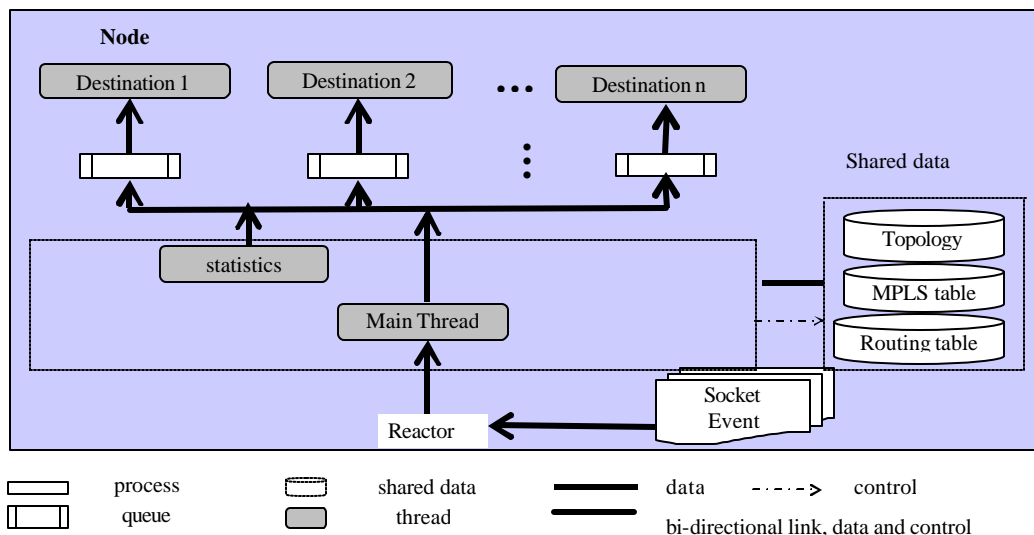 Node
Destination 1
Destination 2
Destination n
Shared data
Topology
MPLS table
Routing table
statistics
Main Thread
Socket
Event
Reactor
process
shared data
data
control
queue
thread
bi-directional link, data and control